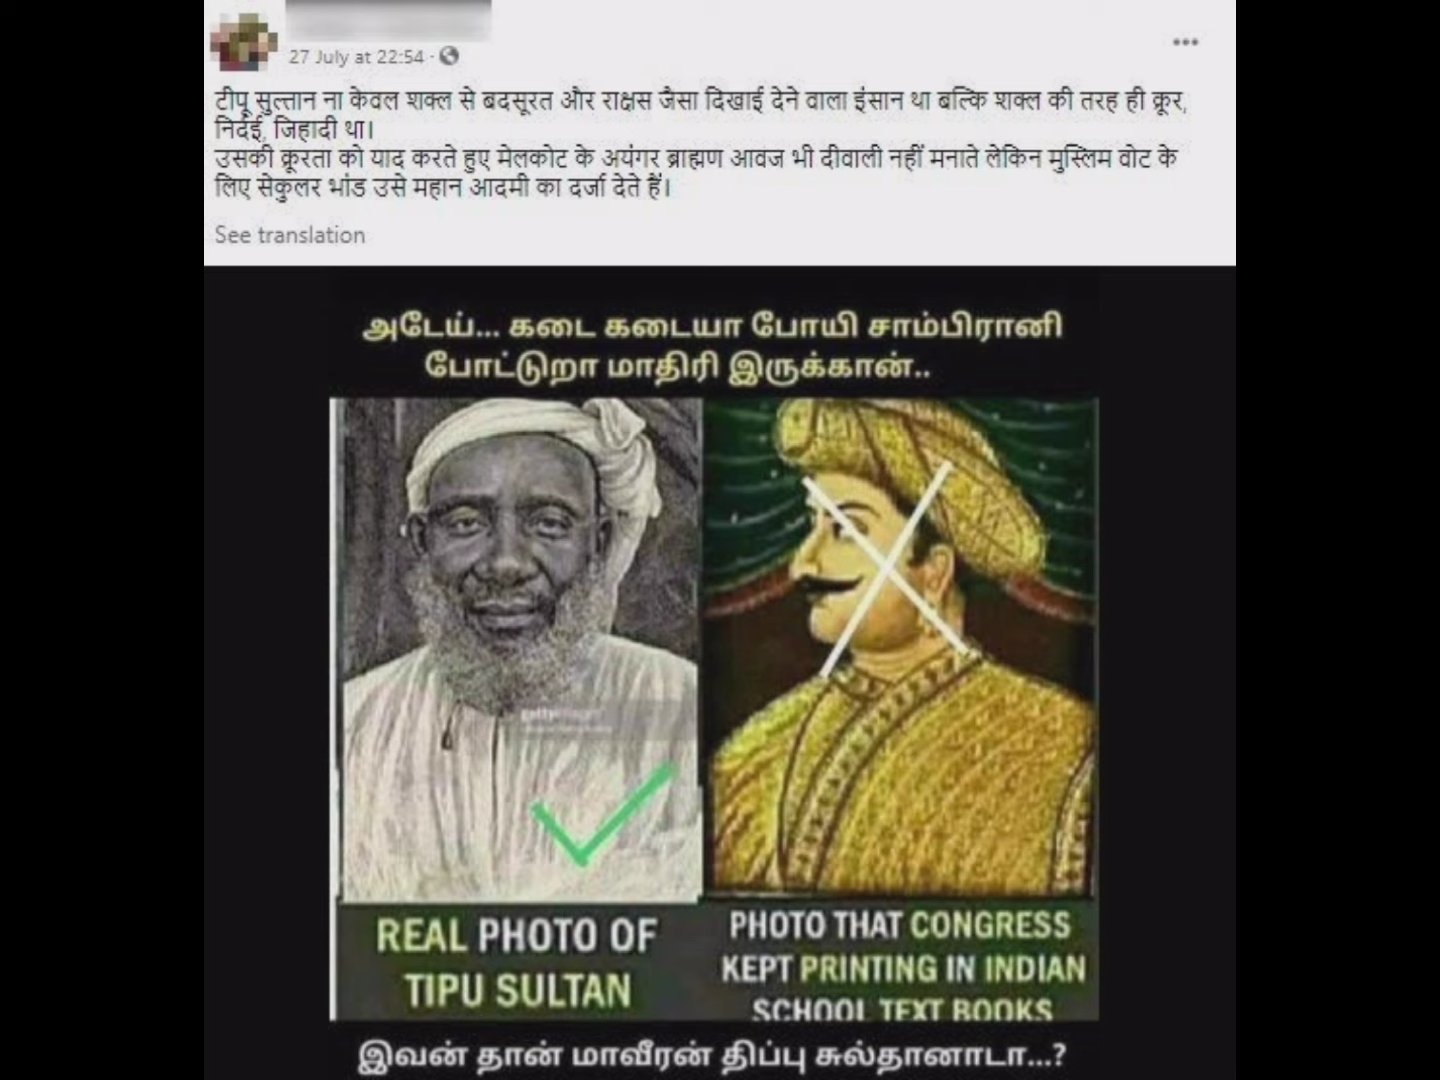 27 July at 22:54 ·
टीपू सुल्तान ना केवल शक्ल से बदसूरत और राक्षस जैसा दिखाई देने वाला इंसान था बल्कि शक्ल की तरह ही क्रूर,
निर्दई, जिहादी था।
उसकी क्रूरता को याद करते हुए मेलकोट के अयंगर ब्राह्मण आवज भी दीवाली नहीं मनाते लेकिन मुस्लिम वोट के
लिए सेकुलर भांड उसे महान आदमी का दर्जा देते हैं।
See translation
அடேய்... கடை கடையா போயி சாம்பிரானி
போட்டுறா மாதிரி இருக்கான்..
gettyimages
REAL PHOTO OF
TIPU SULTAN
PHOTO THAT CONGRESS
KEPT PRINTING IN INDIAN
SCHOOL TEXT BOOKS
இவன் தான் மாவீரன் திப்பு சுல்தானாடா...?